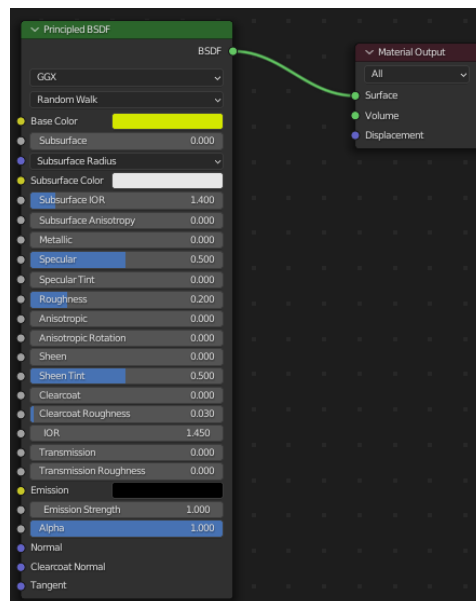 Principled BSDF
BSDF
GGX
Random Walk
Base Color
Subsurface 0.000
Subsurface Radius
Subsurface Color
Subsurface IOR 1.400
Subsurface Anisotropy 0.000
Metallic 0.000
Specular 0.500
Specular Tint 0.000
Roughness 0.200
Anisotropic 0.000
Anisotropic Rotation 0.000
Sheen 0.000
Sheen Tint 0.500
Clearcoat 0.000
Clearcoat Roughness 0.030
IOR 1.450
Transmission 0.000
Transmission Roughness 0.000
Emission
Emission Strength 1.000
Alpha 1.000
Normal
Clearcoat Normal
Tangent
Material Output
All
Surface
Volume
Displacement